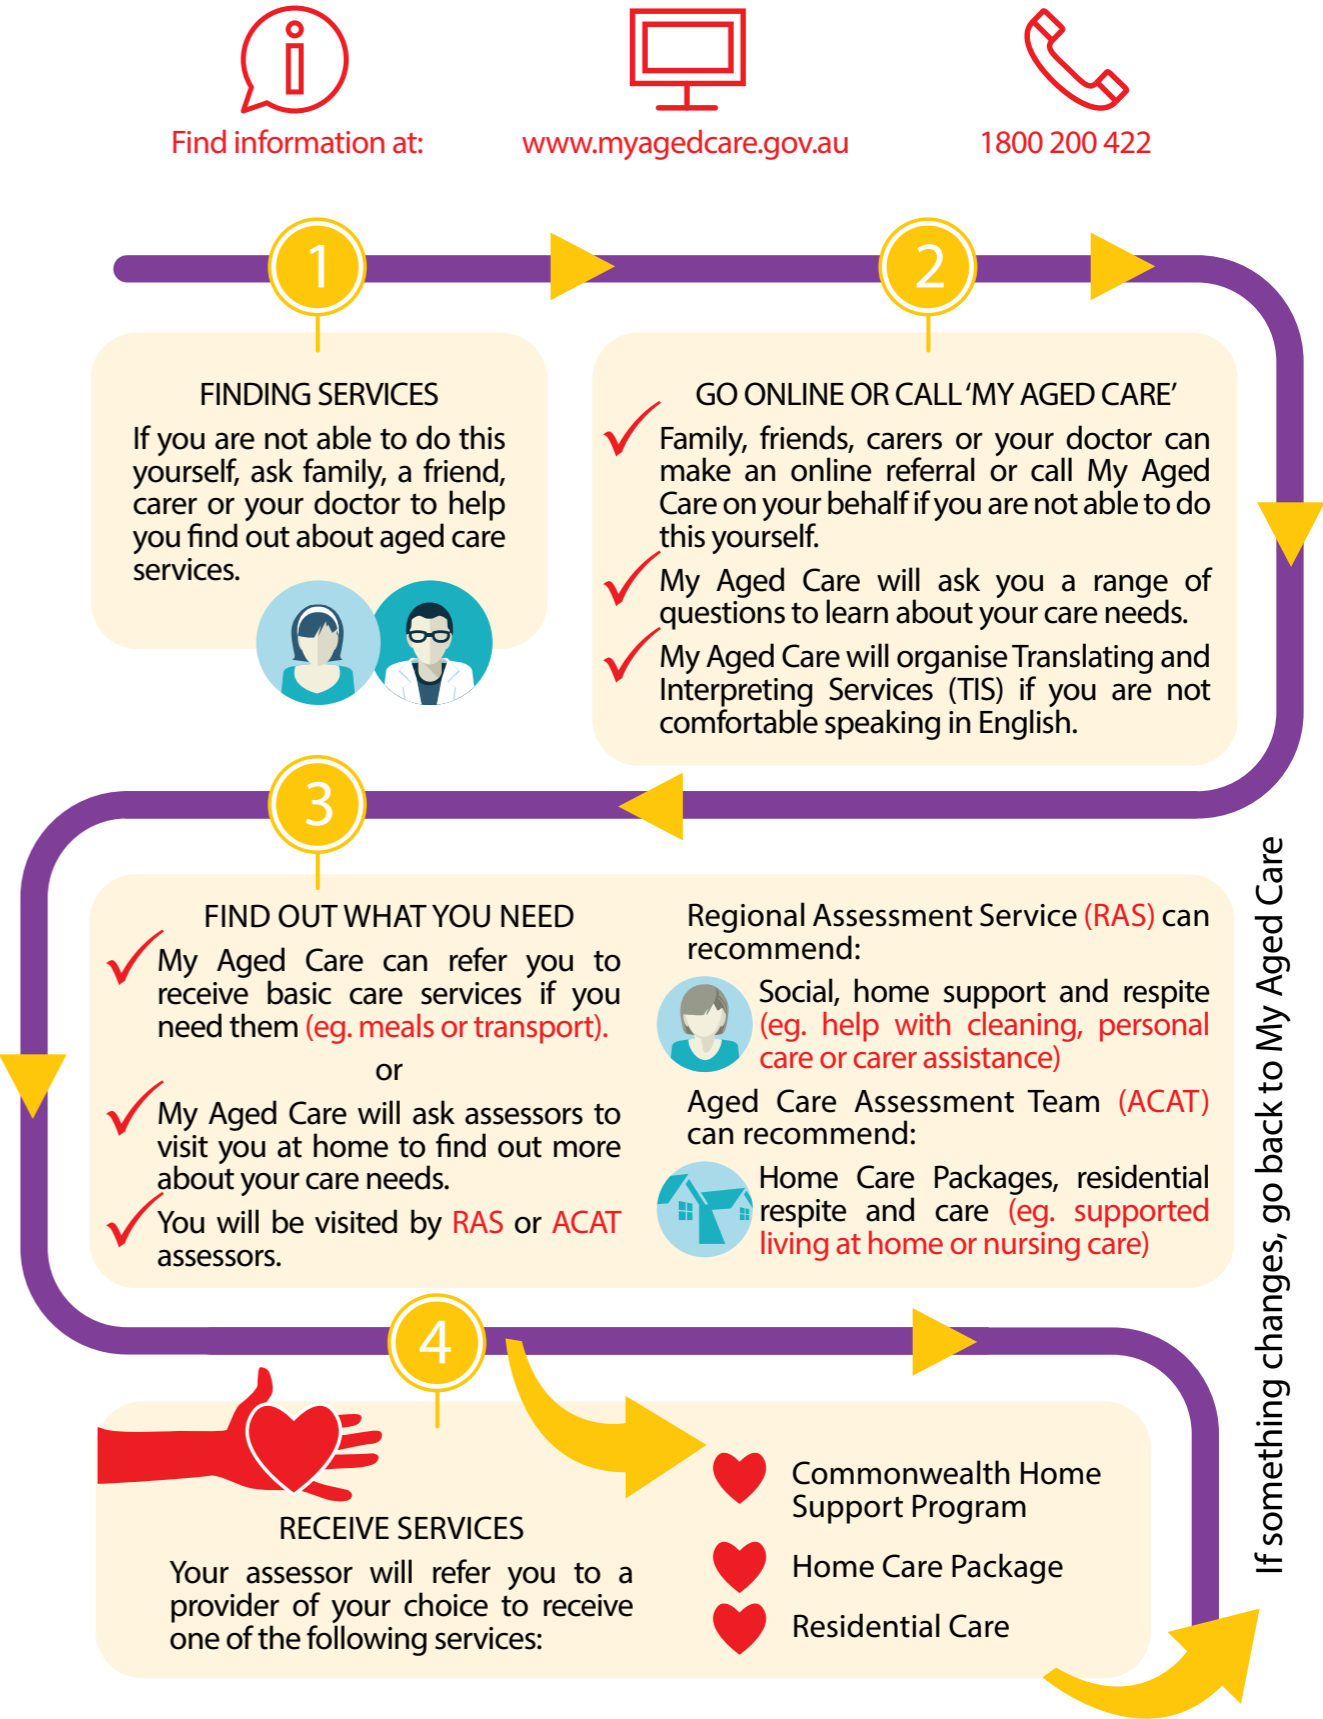 Find information at:
www.myagedcare.gov.au
1800 200 422
1
2
FINDING SERVICES
If you are not able to do this
yourself, ask family, a friend,
carer or your doctor to help
you find out about aged care
services.
GO ONLINE OR CALL ‘MY AGED CARE’
Family, friends, carers or your doctor can
make an online referral or call My Aged
Care on your behalf if you are not able to do
this yourself.
My Aged Care will ask you a range of
questions to learn about your care needs.
My Aged Care will organise Translating and
Interpreting Services (TIS) if you are not
comfortable speaking in English.
3
FIND OUT WHAT YOU NEED
My Aged Care can refer you to
receive basic care services if you
need them (eg. meals or transport).
or
My Aged Care will ask assessors to
visit you at home to find out more
about your care needs.
You will be visited by RAS or ACAT
assessors.
Regional Assessment Service (RAS) can
recommend:
Social, home support and respite
(eg. help with cleaning, personal
care or carer assistance)
Aged Care Assessment Team (ACAT)
can recommend:
Home Care Packages, residential
respite and care (eg. supported
living at home or nursing care)
4
RECEIVE SERVICES
Your assessor will refer you to a
provider of your choice to receive
one of the following services:
Commonwealth Home
Support Program
Home Care Package
Residential Care
If something changes, go back to My Aged Care